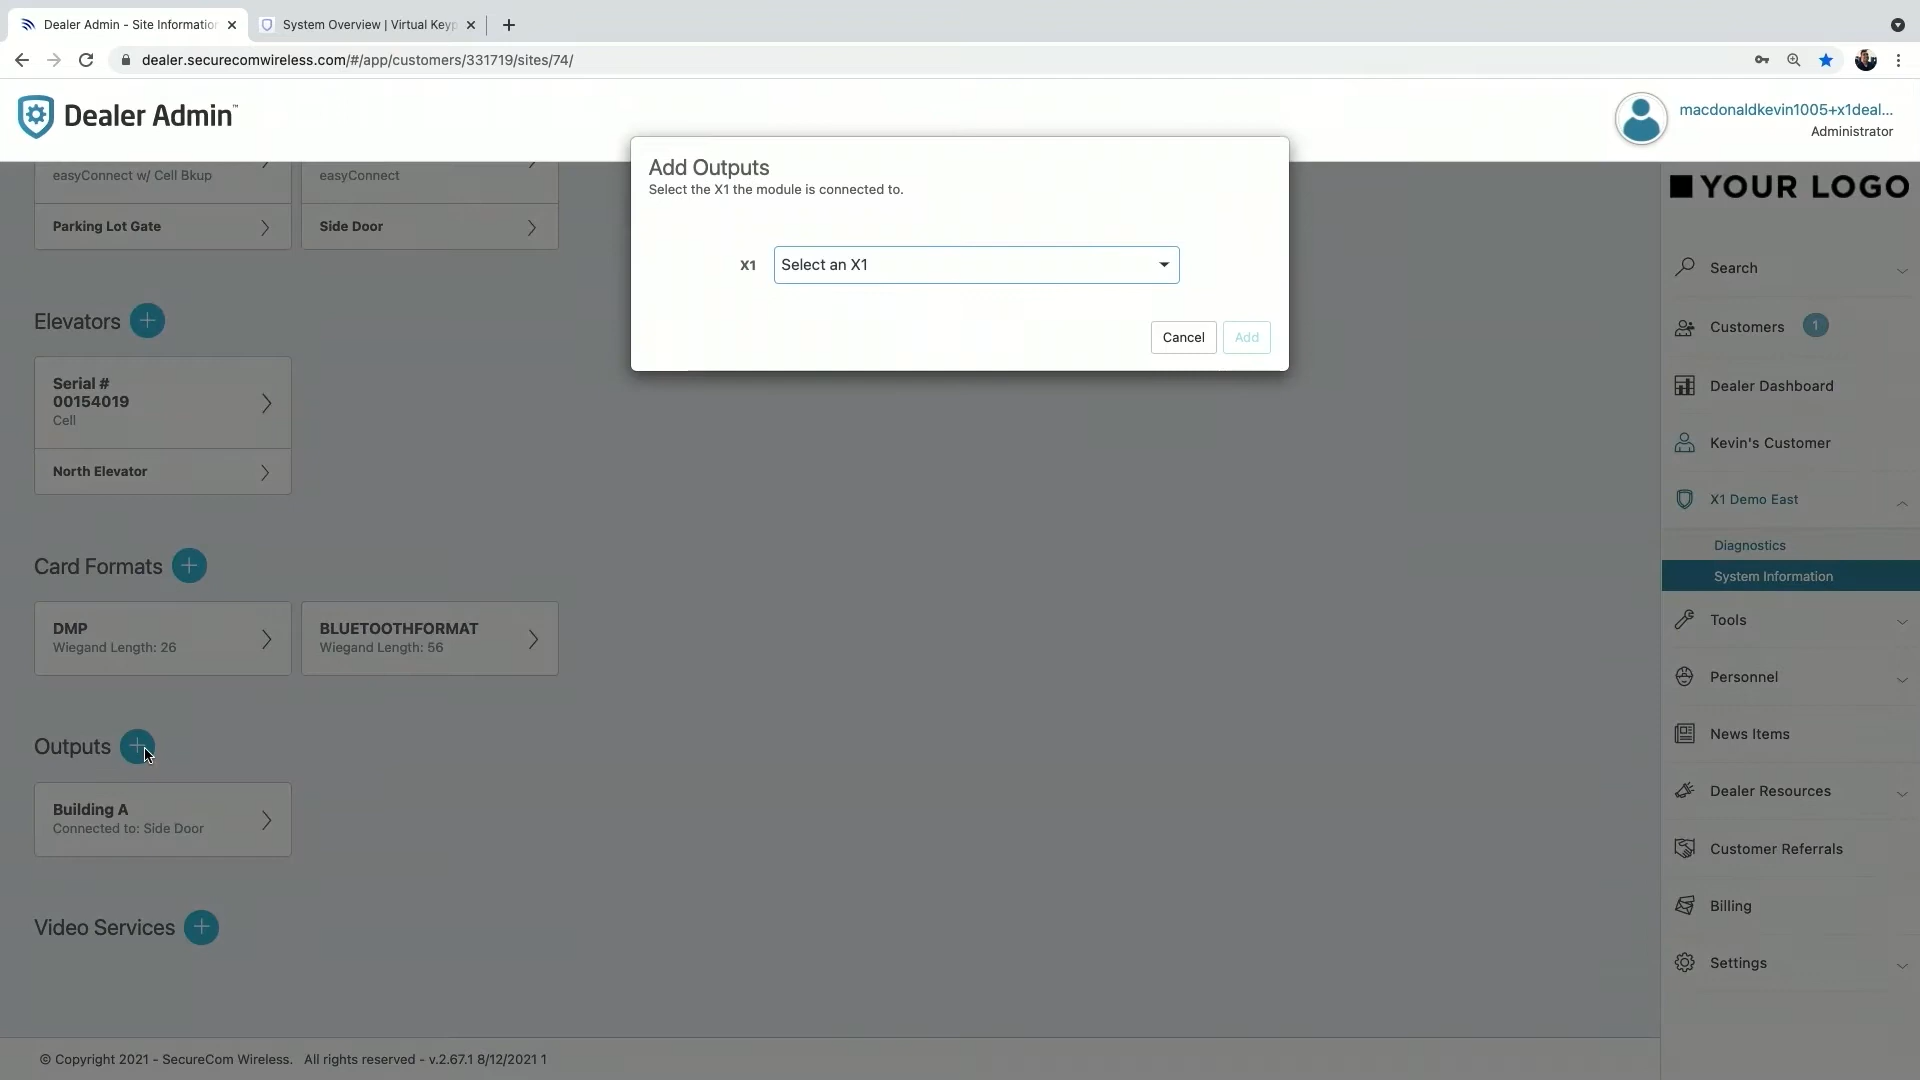 Dealer Admin - Site Information
System Overview | Virtual Keyp
dealer.securecomwireless.com/#/app/customers/331719/sites/74/
Dealer Admin™
macdonaldkevin1005+x1deal...
Administrator
Add Outputs
Select the X1 the module is connected to.
X1
Select an X1
Cancel
Add
easyConnect w/ Cell Bkup
easyConnect
Parking Lot Gate
Side Door
Elevators
Serial #
00154019
Cell
North Elevator
Card Formats
DMP
Wiegand Length: 26
BLUETOOTHFORMAT
Wiegand Length: 56
Outputs
Building A
Connected to: Side Door
Video Services
YOUR LOGO
Search
Customers 1
Dealer Dashboard
Kevin's Customer
X1 Demo East
Diagnostics
System Information
Tools
Personnel
News Items
Dealer Resources
Customer Referrals
Billing
Settings
© Copyright 2021 - SecureCom Wireless. All rights reserved - v.2.67.1 8/12/2021 1